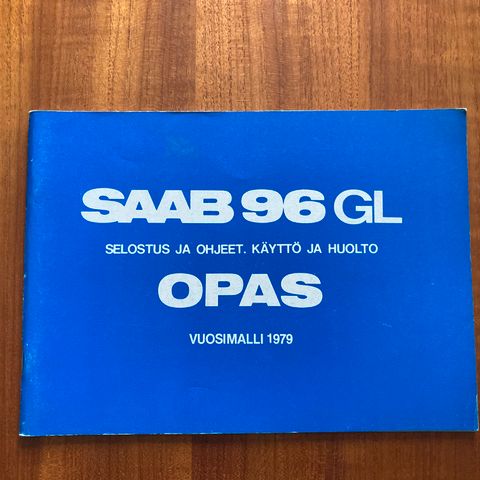 SAAB 96 GL
SELOSTUS JA OHJEET. KÄYTTÖ JA HUOLTO
OPAS
VUOSIMALLI 1979